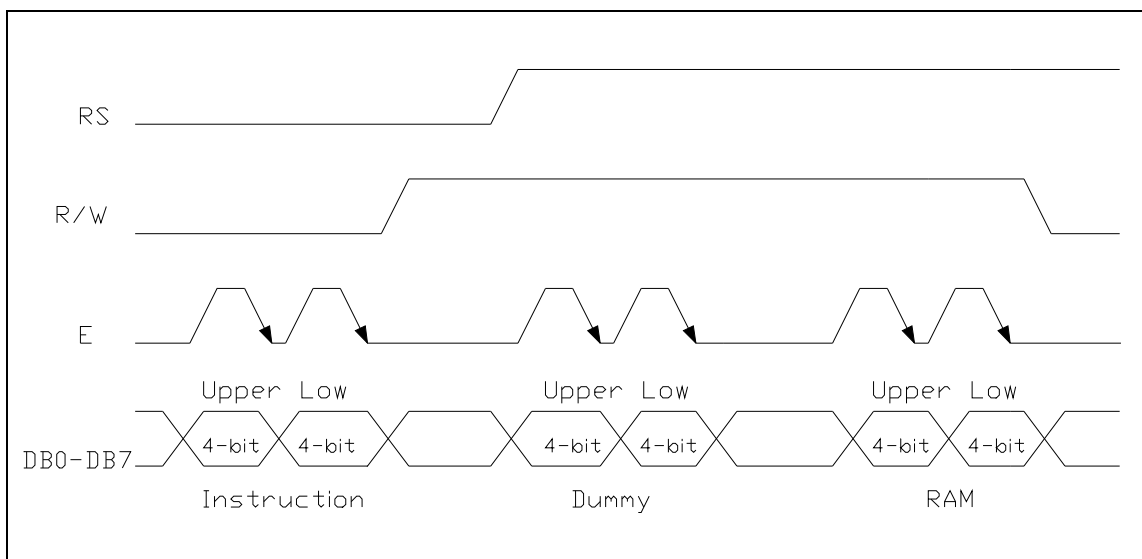 RS
R/W
E
Upper Low Upper Low Upper Low
4-bit 4-bit 4-bit 4-bit 4-bit 4-bit
DB0-DB7
Instruction Dummy RAM